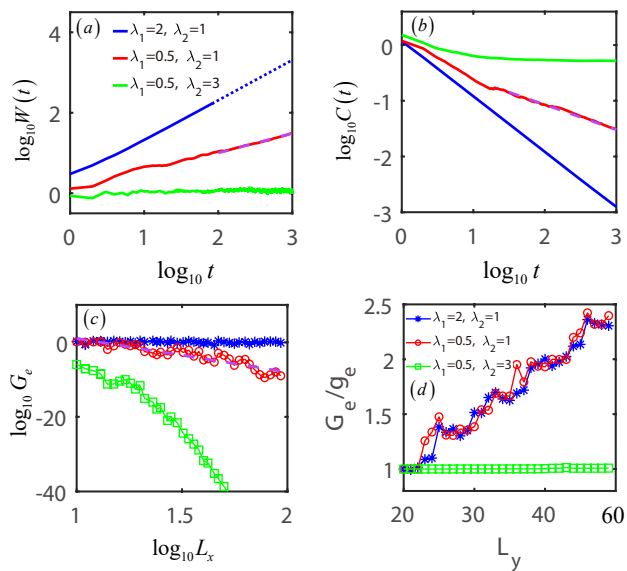 (a)
λ₁=2, λ₂=1
λ₁=0.5, λ₂=1
λ₁=0.5, λ₂=3
log₁₀W(t)
4
2
0
0 1 2 3
log₁₀ t
(b)
log₁₀C(t)
0
-1
-2
-3
0 1 2 3
log₁₀ t
(c)
log₁₀ Gₑ
0
-20
-40
1 1.5 2
log₁₀Lₓ
λ₁=2, λ₂=1
λ₁=0.5, λ₂=1
λ₁=0.5, λ₂=3
(d)
Gₑ/gₑ
2.5
2
1.5
1
20 30 40 50 60
L_y